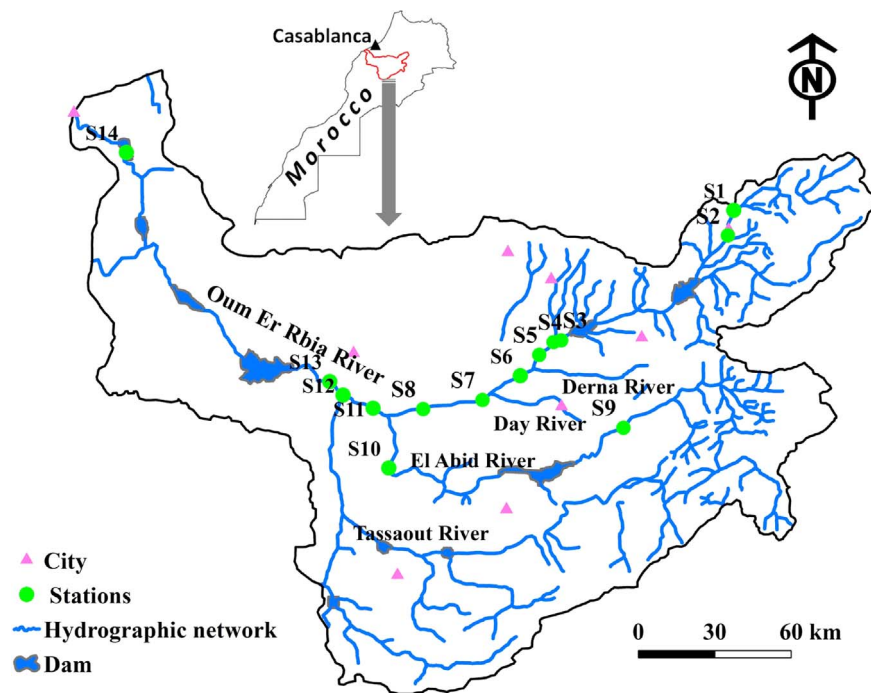 Casablanca
Morocco
N
S14
S1
S2
Oum Er Rbia River
S4
S3
S5
S6
S13
S12
S11
S8
S7
Derna River
Day River
S9
S10
El Abid River
Tassaout River
City
Stations
Hydrographic network
Dam
0 30 60 km